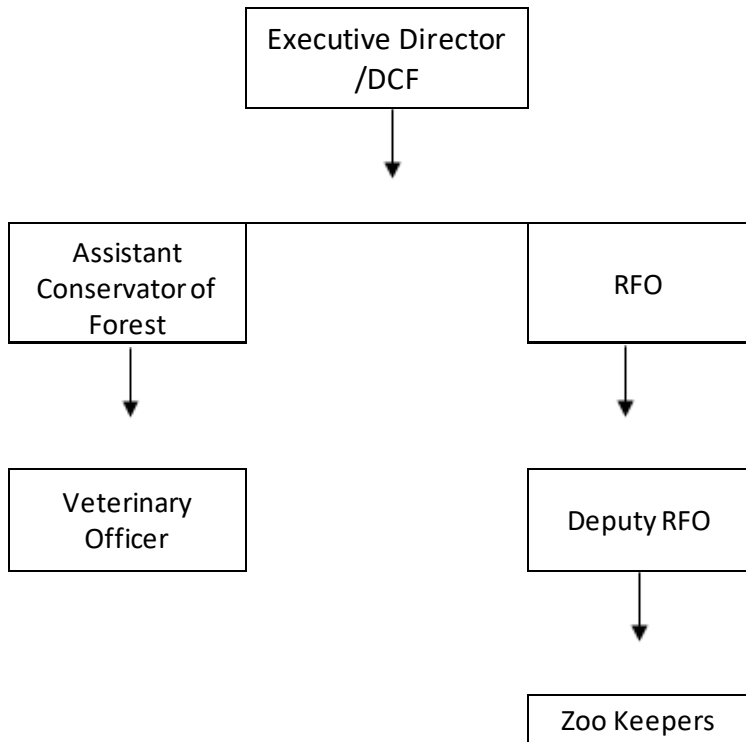 Executive Director
/DCF
Assistant
Conservator of
Forest
RFO
Veterinary
Officer
Deputy RFO
Zoo Keepers